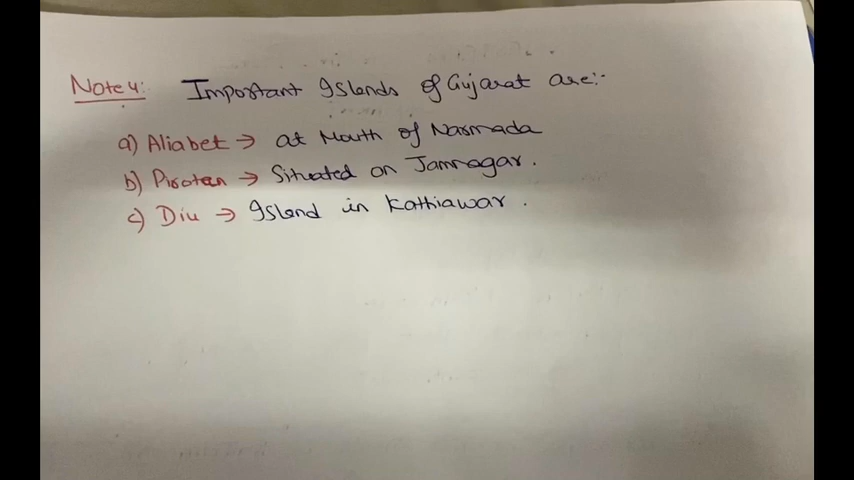 Note 4: Important Islands of Gujarat are:-
a) Aliabet → at Mouth of Narmada
b) Pirotan → Situated on Jamnagar.
c) Diu → Island in Kathiawar.